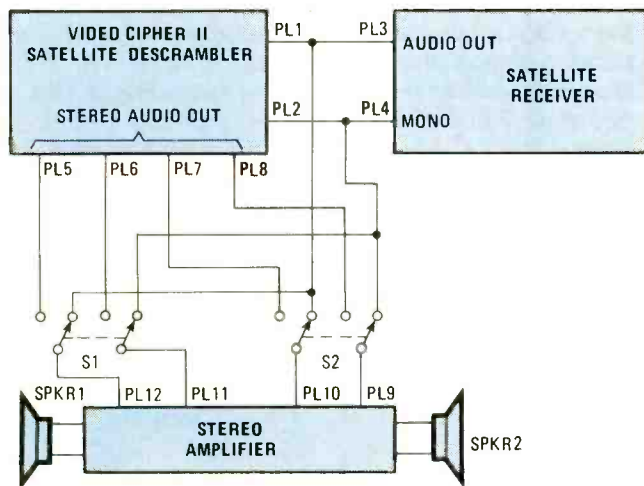 VIDEO CIPHER II
SATELLITE DESCRAMBLER
STEREO AUDIO OUT
PL1
PL3
AUDIO OUT
SATELLITE
RECEIVER
PL2
PL4
MONO
PL5
PL6
PL7
PL8
S1
S2
SPKR1
PL12
PL11
PL10
PL9
STEREO
AMPLIFIER
SPKR2